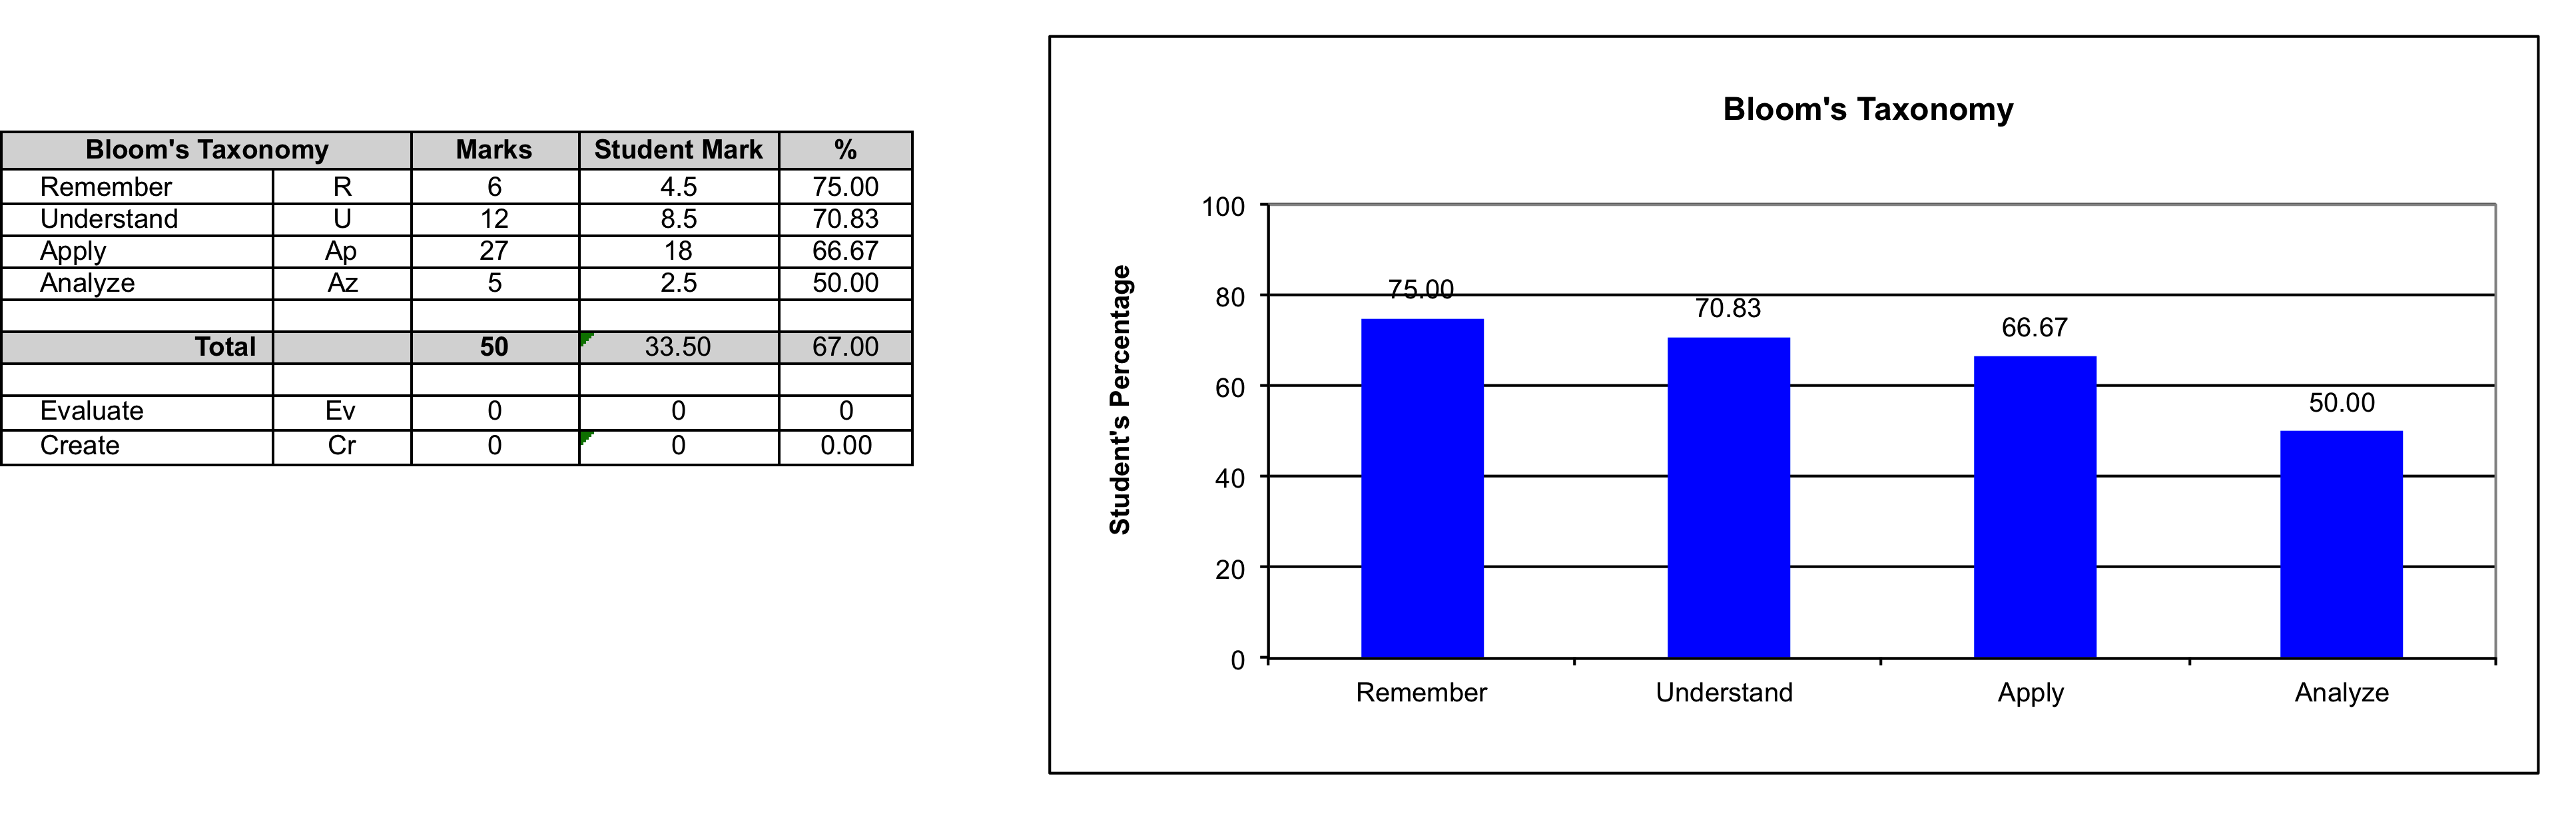 Bloom's Taxonomy Marks Student Mark %
Remember R 6 4.5 75.00
Understand U 12 8.5 70.83
Apply Ap 27 18 66.67
Analyze Az 5 2.5 50.00
Total 50 33.50 67.00
Evaluate Ev 0 0 0
Create Cr 0 0 0.00
Bloom's Taxonomy
Student's Percentage
100
80
60
40
20
0
75.00
70.83
66.67
50.00
Remember Understand Apply Analyze